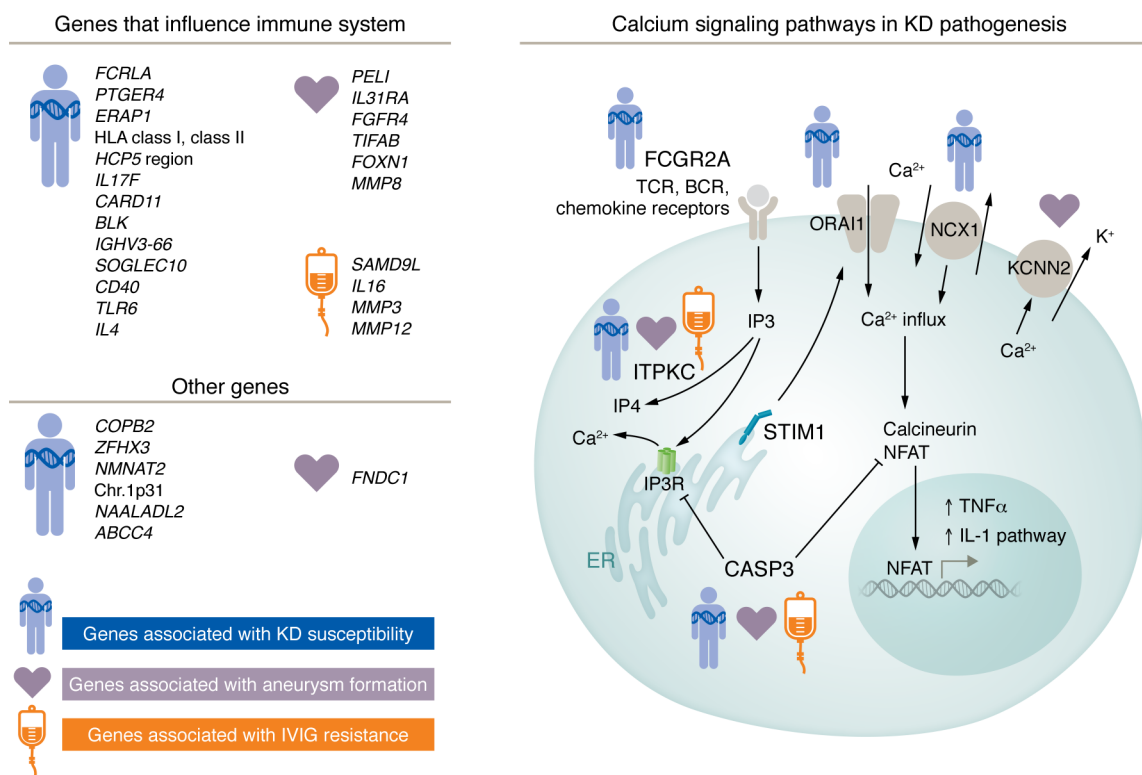 Genes that influence immune system
FCRLA
PTGER4
ERAP1
HLA class I, class II
HCP5 region
IL17F
CARD11
BLK
IGHV3-66
SOGLEC10
CD40
TLR6
IL4
PELI
IL31RA
FGFR4
TIFAB
FOXN1
MMP8
SAMD9L
IL16
MMP3
MMP12
Other genes
COPB2
ZFHX3
NMNAT2
Chr.1p31
NAALADL2
ABCC4
FNDC1
Genes associated with KD susceptibility
Genes associated with aneurysm formation
Genes associated with IVIG resistance
Calcium signaling pathways in KD pathogenesis
FCGR2A
TCR, BCR,
chemokine receptors
ORAI1
Ca²⁺
NCX1
KCNN2
K⁺
Ca²⁺
IP3
Ca²⁺ influx
ITPKC
IP4
Ca²⁺
IP3R
STIM1
ER
Calcineurin
NFAT
CASP3
↑ TNFα
↑ IL-1 pathway
NFAT